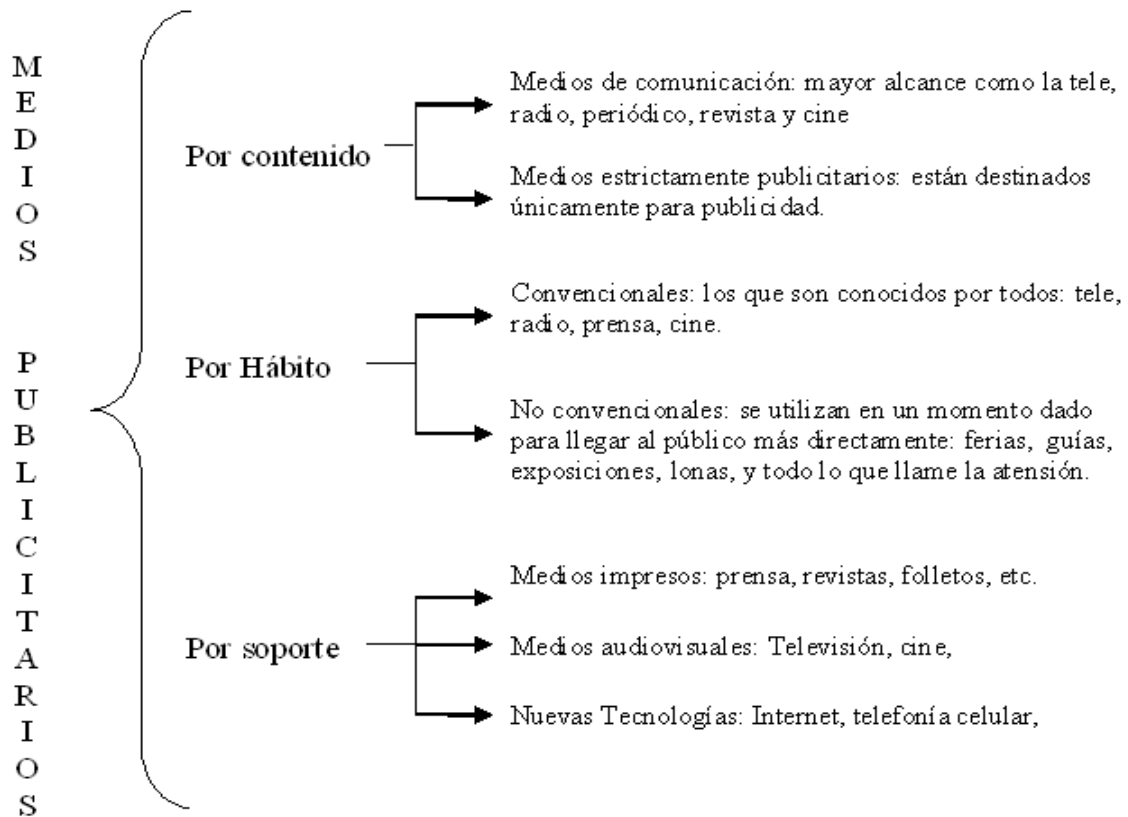 MEDIOS PUBLICITARIOS
Por contenido
Medios de comunicación: mayor alcance como la tele,
radio, periódico, revista y cine
Medios estrictamente publicitarios: están destinados
únicamente para publicidad.
Por Hábito
Convencionales: los que son conocidos por todos: tele,
radio, prensa, cine.
No convencionales: se utilizan en un momento dado
para llegar al público más directamente: ferias, guías,
exposiciones, lonas, y todo lo que llame la atención.
Por soporte
Medios impresos: prensa, revistas, folletos, etc.
Medios audiovisuales: Televisión, cine,
Nuevas Tecnologías: Internet, telefonía celular,